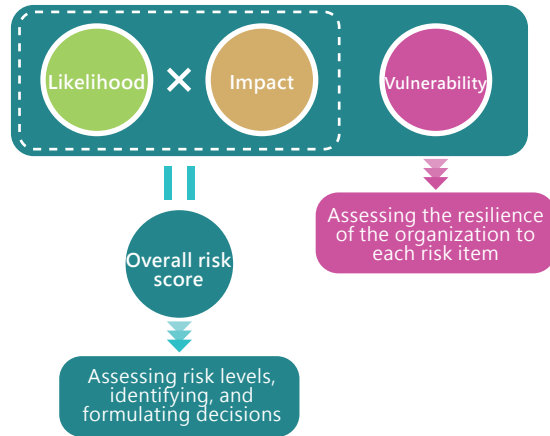 Likelihood × Impact
Vulnerability
Assessing the resilience
of the organization to
each risk item
Overall risk
score
Assessing risk levels,
identifying, and
formulating decisions